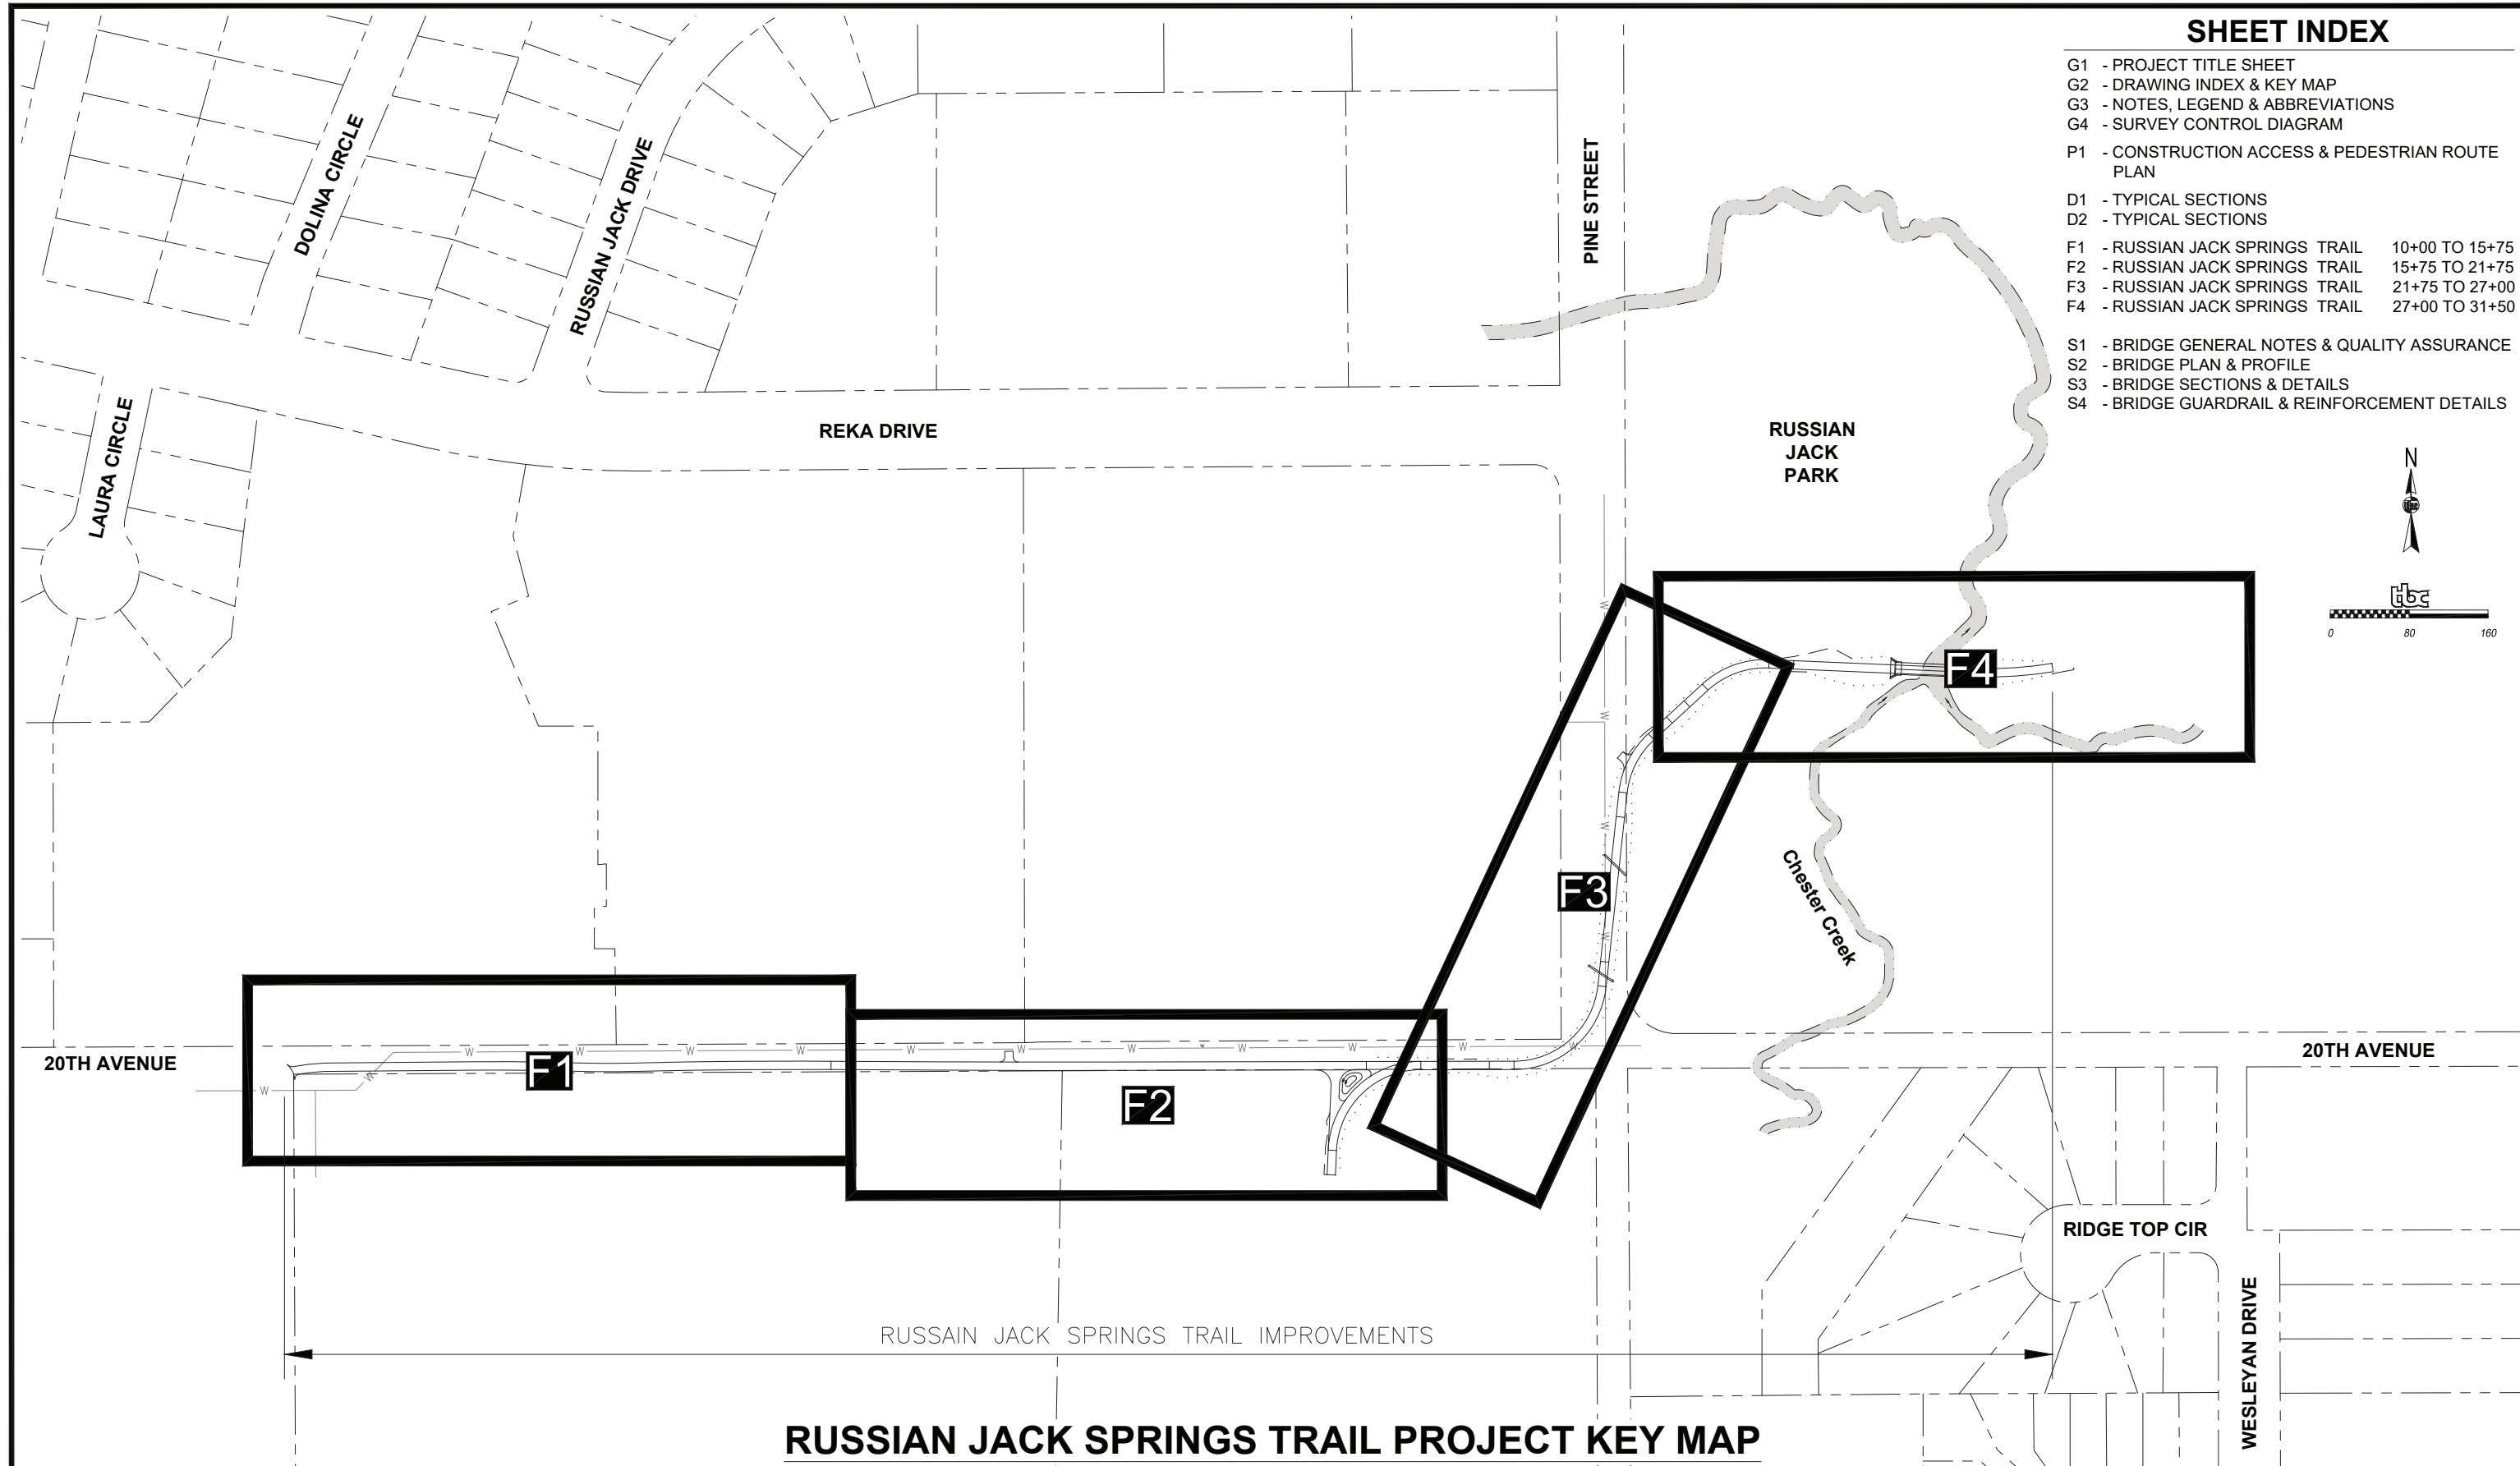 SHEET INDEX
G1 - PROJECT TITLE SHEET
G2 - DRAWING INDEX & KEY MAP
G3 - NOTES, LEGEND & ABBREVIATIONS
G4 - SURVEY CONTROL DIAGRAM
P1 - CONSTRUCTION ACCESS & PEDESTRIAN ROUTE
PLAN
D1 - TYPICAL SECTIONS
D2 - TYPICAL SECTIONS
F1 - RUSSIAN JACK SPRINGS TRAIL 10+00 TO 15+75
F2 - RUSSIAN JACK SPRINGS TRAIL 15+75 TO 21+75
F3 - RUSSIAN JACK SPRINGS TRAIL 21+75 TO 27+00
F4 - RUSSIAN JACK SPRINGS TRAIL 27+00 TO 31+50
S1 - BRIDGE GENERAL NOTES & QUALITY ASSURANCE
S2 - BRIDGE PLAN & PROFILE
S3 - BRIDGE SECTIONS & DETAILS
S4 - BRIDGE GUARDRAIL & REINFORCEMENT DETAILS
DOLINA CIRCLE
RUSSIAN JACK DRIVE
PINE STREET
LAURA CIRCLE
REKA DRIVE
RUSSIAN
JACK
PARK
N
tbc
0 80 160
F4
F3
Chester Creek
W
W
W
W
20TH AVENUE
W W W W W W W W W W W W W
F1
F2
20TH AVENUE
RIDGE TOP CIR
WESLEYAN DRIVE
RUSSAIN JACK SPRINGS TRAIL IMPROVEMENTS
RUSSIAN JACK SPRINGS TRAIL PROJECT KEY MAP